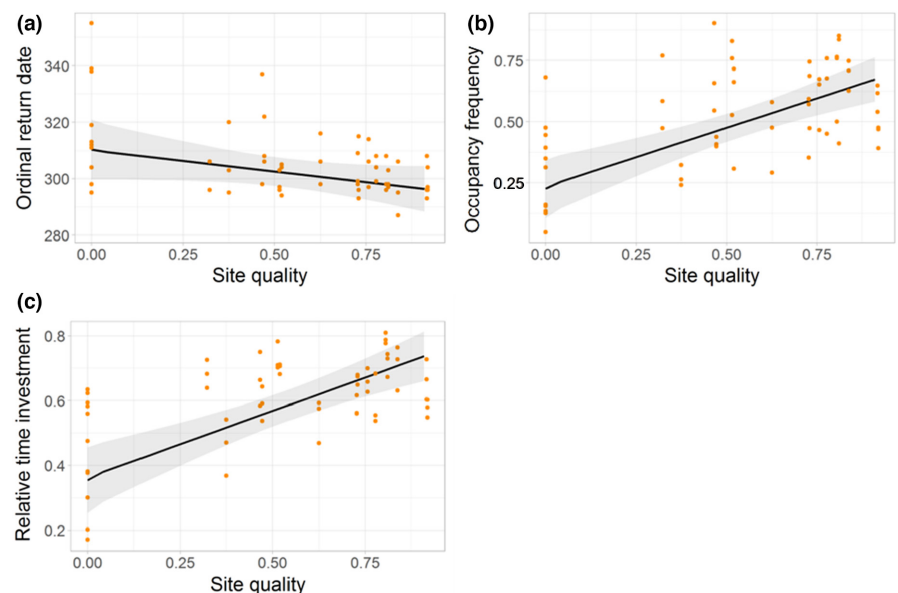 (a)
Ordinal return date
340
320
300
280
0.00 0.25 0.50 0.75
Site quality
(b)
Occupancy frequency
0.75
0.50
0.25
0.00 0.25 0.50 0.75
Site quality
(c)
Relative time investment
0.8
0.6
0.4
0.2
0.00 0.25 0.50 0.75
Site quality